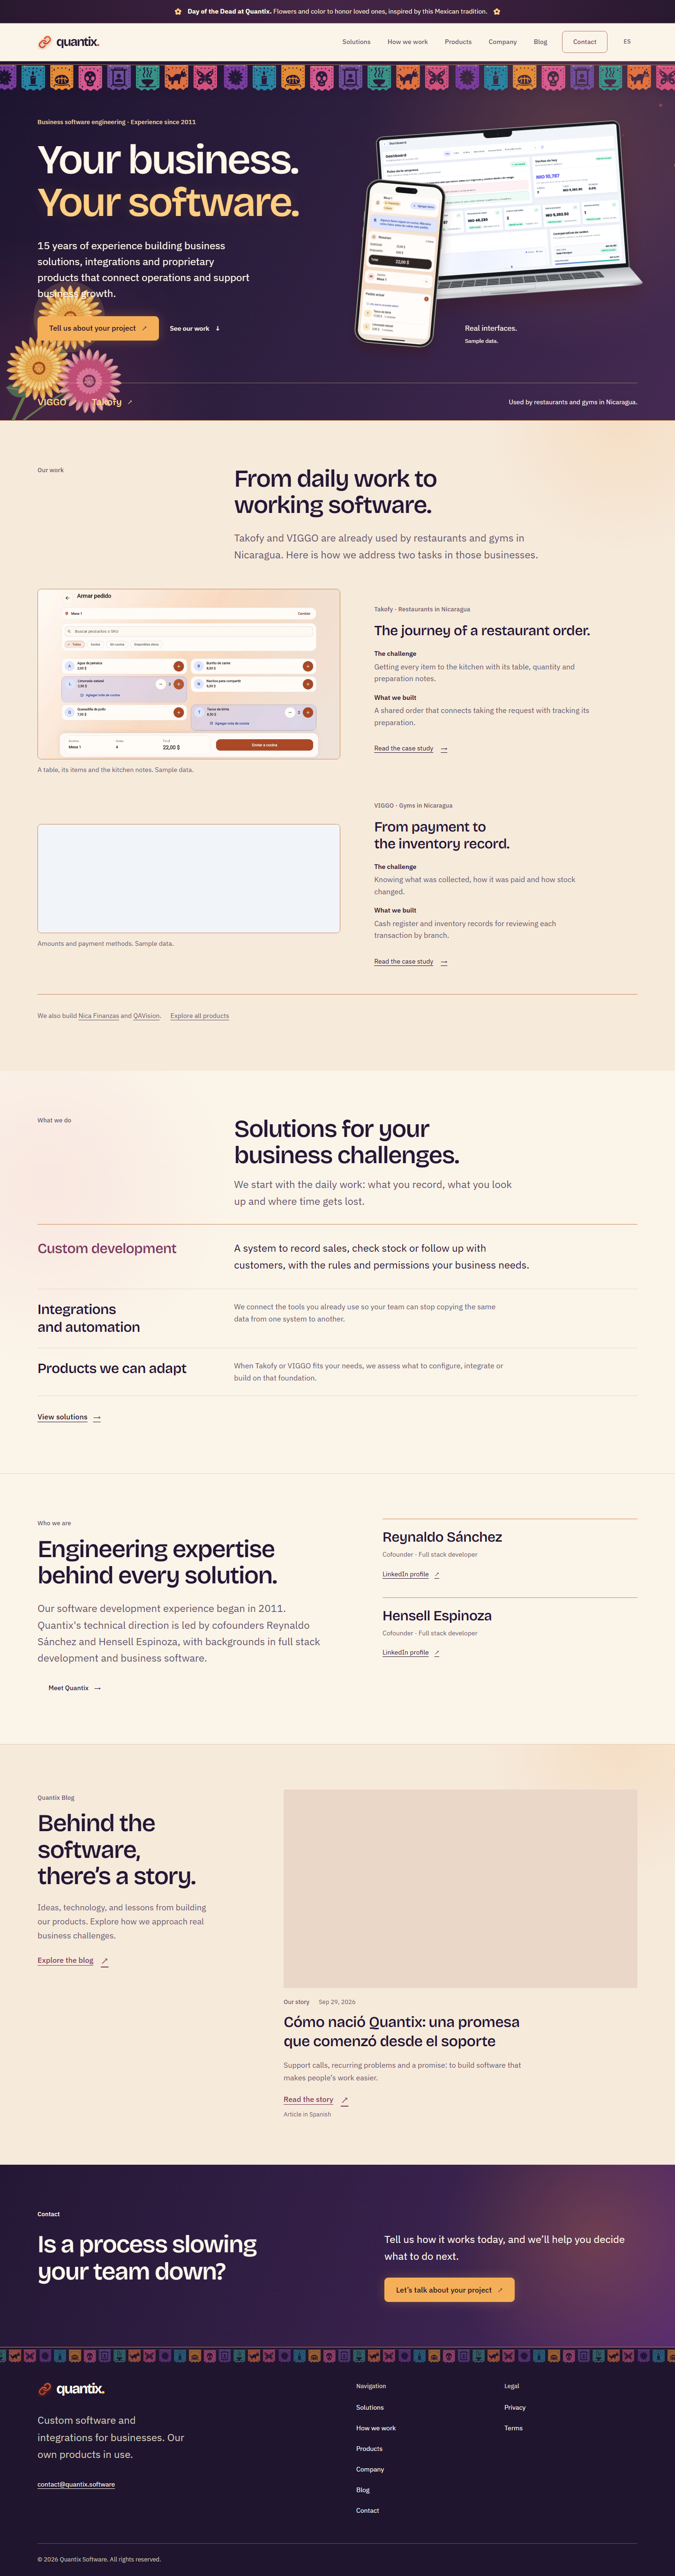 Day of the Dead at Quantix. Flowers and color to honor loved ones, inspired by this Mexican tradition.
quantix.
Solutions
How we work
Products
Company
Blog
Contact
ES
Business software engineering · Experience since 2011
Your business.
Your software.
15 years of experience building business
solutions, integrations and proprietary
products that connect operations and support
business growth.
Tell us about your project ↗
See our work ↓
Real interfaces.
Sample data.
VIGGO
Takofy ↗
Used by restaurants and gyms in Nicaragua.
Our work
From daily work to
working software.
Takofy and VIGGO are already used by restaurants and gyms in
Nicaragua. Here is how we address two tasks in those businesses.
Armar pedido
Mesa 1
Enviar a cocina
22,00 $
A table, its items and the kitchen notes. Sample data.
Takofy · Restaurants in Nicaragua
The journey of a restaurant order.
The challenge
Getting every item to the kitchen with its table, quantity and
preparation notes.
What we built
A shared order that connects taking the request with tracking its
preparation.
Read the case study →
Amounts and payment methods. Sample data.
VIGGO · Gyms in Nicaragua
From payment to
the inventory record.
The challenge
Knowing what was collected, how it was paid and how stock
changed.
What we built
Cash register and inventory records for reviewing each
transaction by branch.
Read the case study →
We also build Nica Finanzas and QAVision. Explore all products
What we do
Solutions for your
business challenges.
We start with the daily work: what you record, what you look
up and where time gets lost.
Custom development
A system to record sales, check stock or follow up with
customers, with the rules and permissions your business needs.
Integrations
and automation
We connect the tools you already use so your team can stop copying the same
data from one system to another.
Products we can adapt
When Takofy or VIGGO fits your needs, we assess what to configure, integrate or
build on that foundation.
View solutions →
Who we are
Engineering expertise
behind every solution.
Our software development experience began in 2011.
Quantix's technical direction is led by cofounders Reynaldo
Sánchez and Hensell Espinoza, with backgrounds in full stack
development and business software.
Meet Quantix →
Reynaldo Sánchez
Cofounder · Full stack developer
LinkedIn profile ↗
Hensell Espinoza
Cofounder · Full stack developer
LinkedIn profile ↗
Quantix Blog
Behind the
software,
there's a story.
Ideas, technology, and lessons from building
our products. Explore how we approach real
business challenges.
Explore the blog ↗
Our story Sep 29, 2026
Cómo nació Quantix: una promesa
que comenzó desde el soporte
Support calls, recurring problems and a promise: to build software that
makes people's work easier.
Read the story ↗
Article in Spanish
Contact
Is a process slowing
your team down?
Tell us how it works today, and we'll help you decide
what to do next.
Let's talk about your project ↗
quantix.
Custom software and
integrations for businesses. Our
own products in use.
contact@quantix.software
Navigation
Solutions
How we work
Products
Company
Blog
Contact
Legal
Privacy
Terms
© 2026 Quantix Software. All rights reserved.